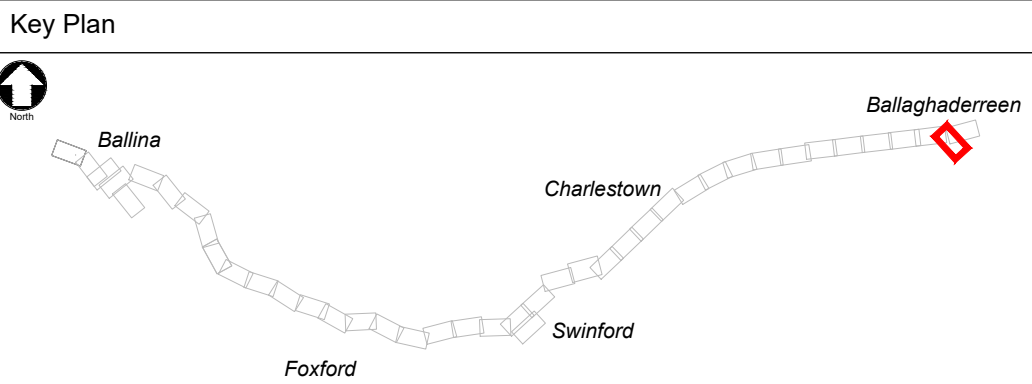 Key Plan
North
Ballaghaderreen
Ballina
Charlestown
Swinford
Foxford